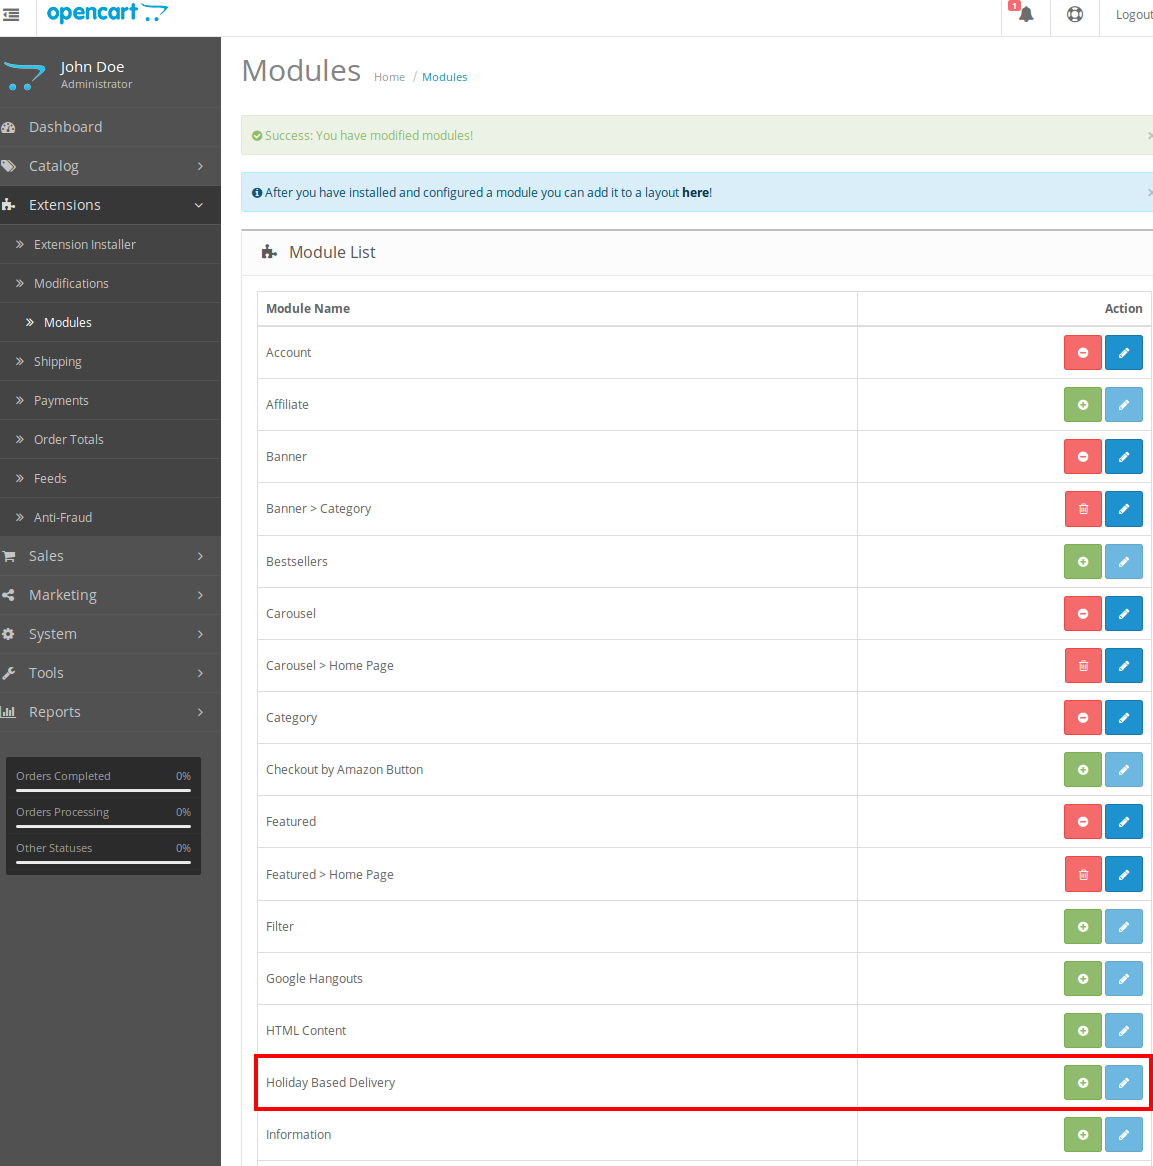 opencart
1
Logout
John Doe
Administrator
Dashboard
Catalog
Extensions
Extension Installer
Modifications
Modules
Shipping
Payments
Order Totals
Feeds
Anti-Fraud
Sales
Marketing
System
Tools
Reports
Orders Completed 0%
Orders Processing 0%
Other Statuses 0%
Modules Home / Modules
Success: You have modified modules!
After you have installed and configured a module you can add it to a layout here!
Module List
Module Name Action
Account
Affiliate
Banner
Banner > Category
Bestsellers
Carousel
Carousel > Home Page
Category
Checkout by Amazon Button
Featured
Featured > Home Page
Filter
Google Hangouts
HTML Content
Holiday Based Delivery
Information